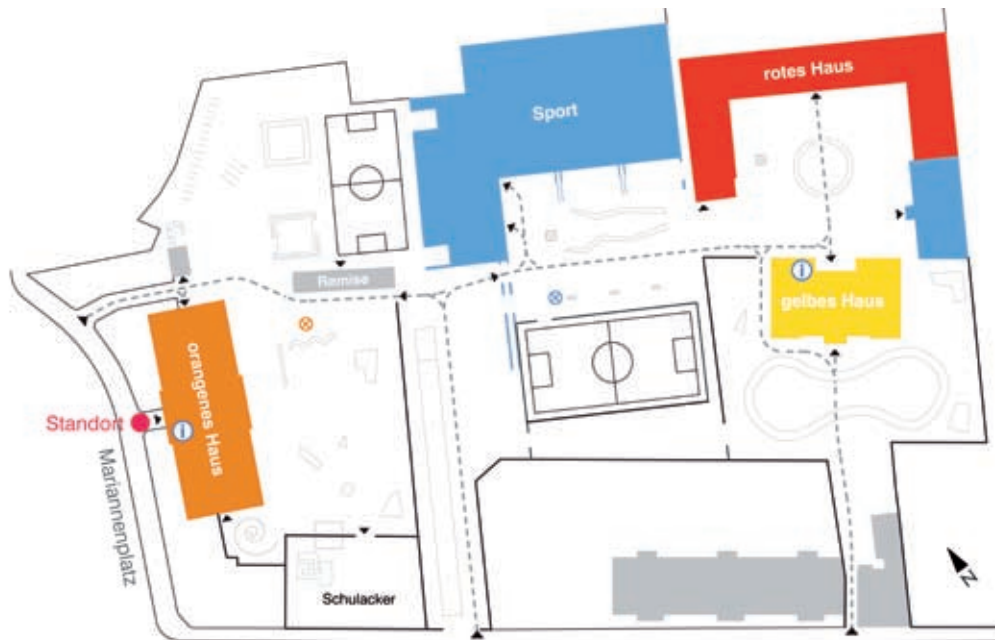 rotes Haus
Sport
Remise
gelbes Haus
i
orangenes Haus
Standort
i
Mariannenplatz
Schulacker
N